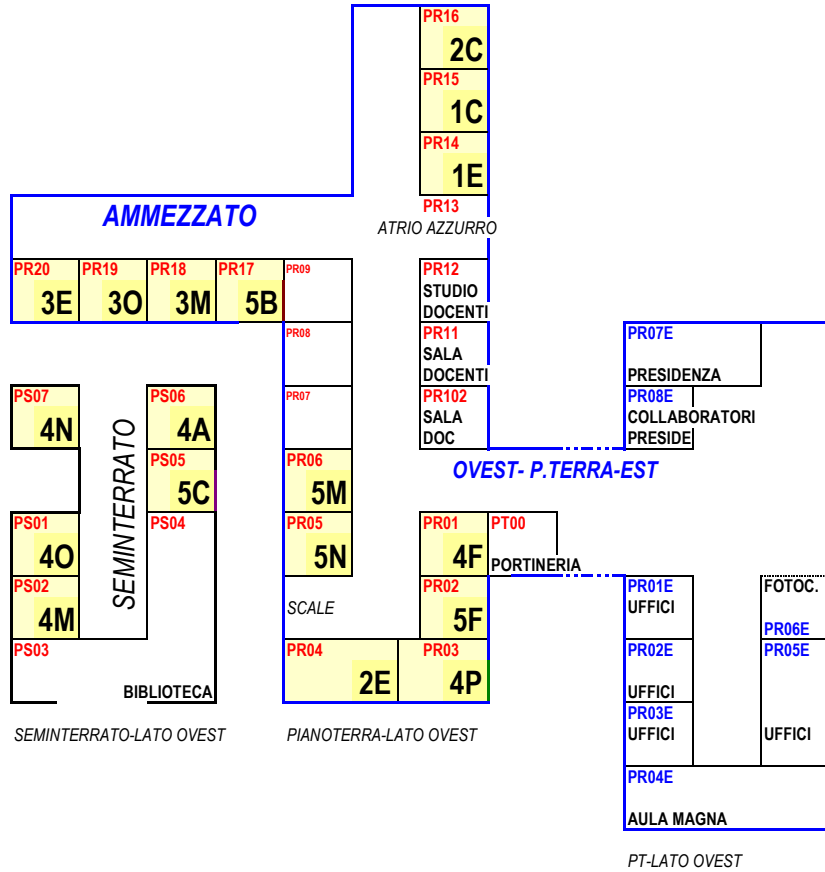 PR16
2C
PR15
1C
PR14
1E
AMMEZZATO
PR13
ATRIO AZZURRO
PR20
3E
PR19
3O
PR18
3M
PR17
5B
PR09
PR12
STUDIO
DOCENTI
PR08
PR11
SALA
DOCENTI
PR07E
PRESIDENZA
PS07
4N
PS06
4A
PR07
PR102
SALA
DOC
PR08E
COLLABORATORI
PRESIDE
SEMINTERRATO
PS05
5C
PR06
5M
OVEST- P.TERRA-EST
PS01
4O
PS04
PR05
5N
PR01
4F
PT00
PORTINERIA
PS02
4M
SCALE
PR02
5F
PR01E
UFFICI
FOTOC.
PR06E
PS03
BIBLIOTECA
PR04
2E
PR03
4P
PR02E
UFFICI
PR05E
UFFICI
PR03E
UFFICI
SEMINTERRATO-LATO OVEST
PIANOTERRA-LATO OVEST
PR04E
AULA MAGNA
PT-LATO OVEST